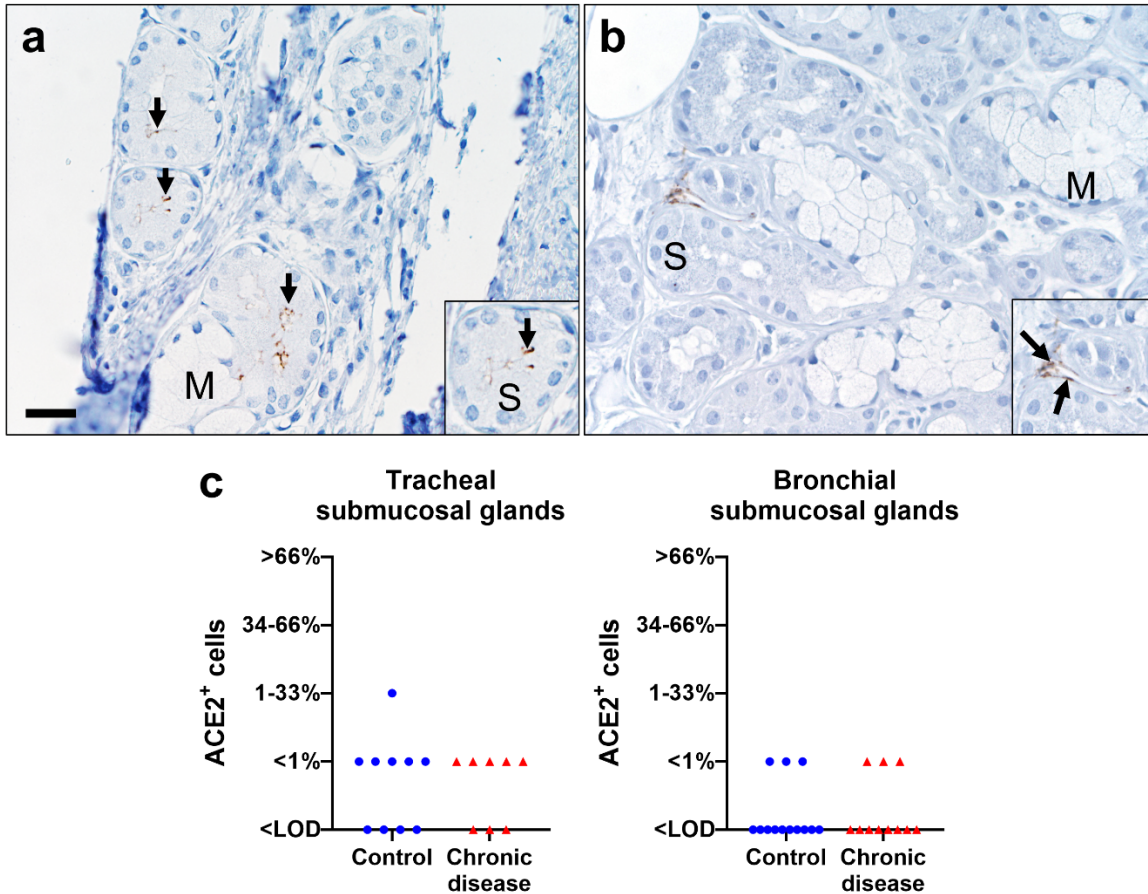 a
M
S
b
S
M
c
Tracheal
submucosal glands
ACE2+ cells
>66%
34-66%
1-33%
<1%
<LOD
Control
Chronic
disease
Bronchial
submucosal glands
ACE2+ cells
>66%
34-66%
1-33%
<1%
<LOD
Control
Chronic
disease